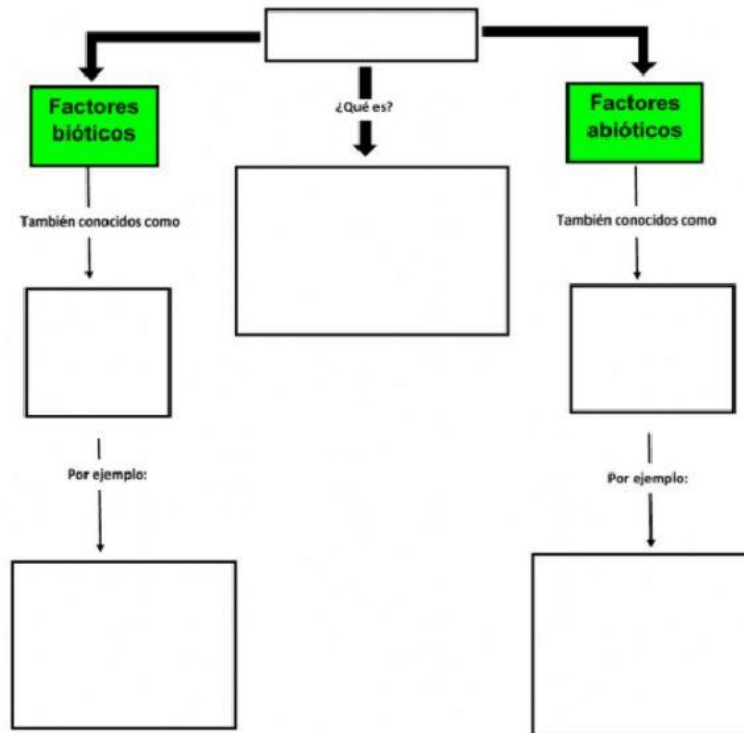 Factores
bióticos
¿Qué es?
Factores
abióticos
También conocidos como
También conocidos como
Por ejemplo:
Por ejemplo: